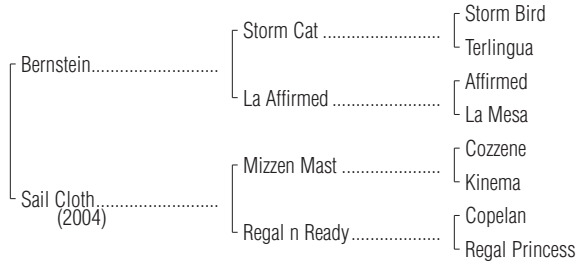 Storm Bird
Storm Cat ........................
Terlingua
Bernstein..........................
Affirmed
La Affirmed ......................
La Mesa
Cozzene
Mizzen Mast ....................
Kinema
Sail Cloth.........................
(2004)
Copelan
Regal n Ready..................
Regal Princess